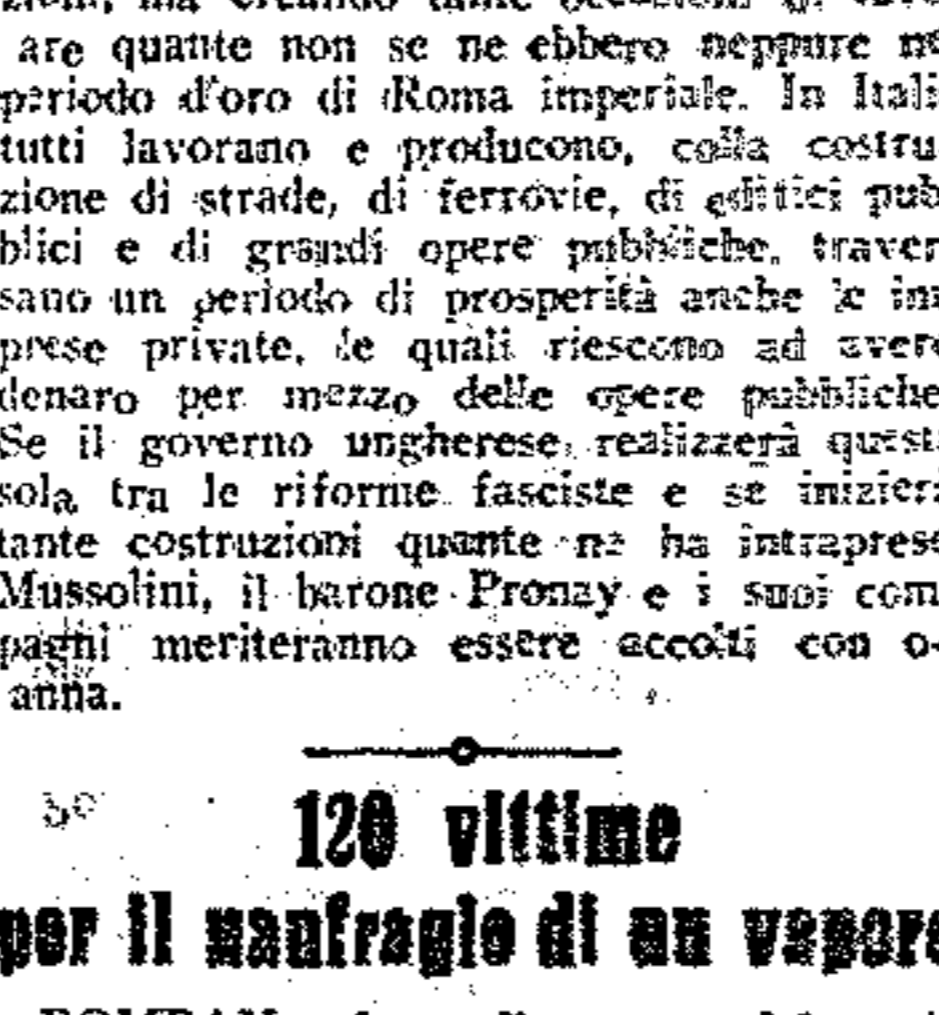 are quante non se ne ebbero neppure ne
periodo d'oro di Roma imperiale. In Itali
tutti lavorano e producono, colla costru
zione di strade, di ferrovie, di edifici pub
blici e di grandi opere pubbliche, traver
sano un periodo di prosperità anche le im
prese private, le quali riescono ad avere
denaro per mezzo delle opere pubbliche
Se il governo ungherese realizzerà questa
sola tra le riforme fasciste e se inizier
tante costruzioni quante ne ha intraprese
Mussolini, il barone Pronay e i suoi com
pagni meriteranno essere accolti con o-
anna.
120 vittime
per il naufragio di un vapore